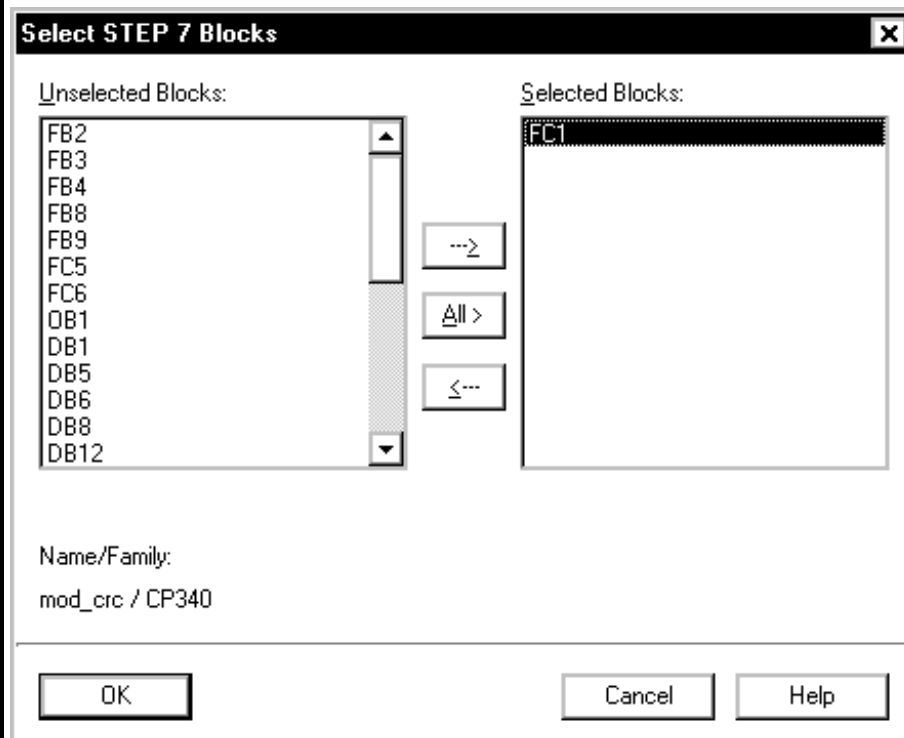 Select STEP 7 Blocks
Unselected Blocks:
FB2
FB3
FB4
FB8
FB9
FC5
FC6
OB1
DB1
DB5
DB6
DB8
DB12
--->
All >
<---
Selected Blocks:
FC1
Name/Family:
mod_crc / CP340
OK
Cancel
Help